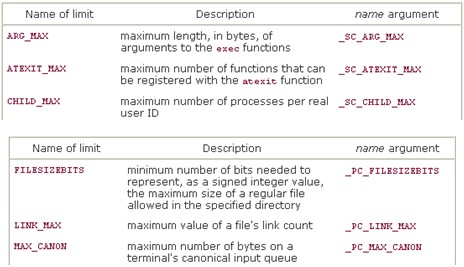 Name of limit Description name argument
ARG_MAX maximum length, in bytes, of _SC_ARG_MAX
arguments to the exec functions
ATEXIT_MAX maximum number of functions that can _SC_ATEXIT_MAX
be registered with the atexit function
CHILD_MAX maximum number of processes per real _SC_CHILD_MAX
user ID
Name of limit Description name argument
FILESIZEBITS minimum number of bits needed to _PC_FILESIZEBITS
represent, as a signed integer value,
the maximum size of a regular file
allowed in the specified directory
LINK_MAX maximum value of a file's link count _PC_LINK_MAX
MAX_CANON maximum number of bytes on a _PC_MAX_CANON
terminal's canonical input queue